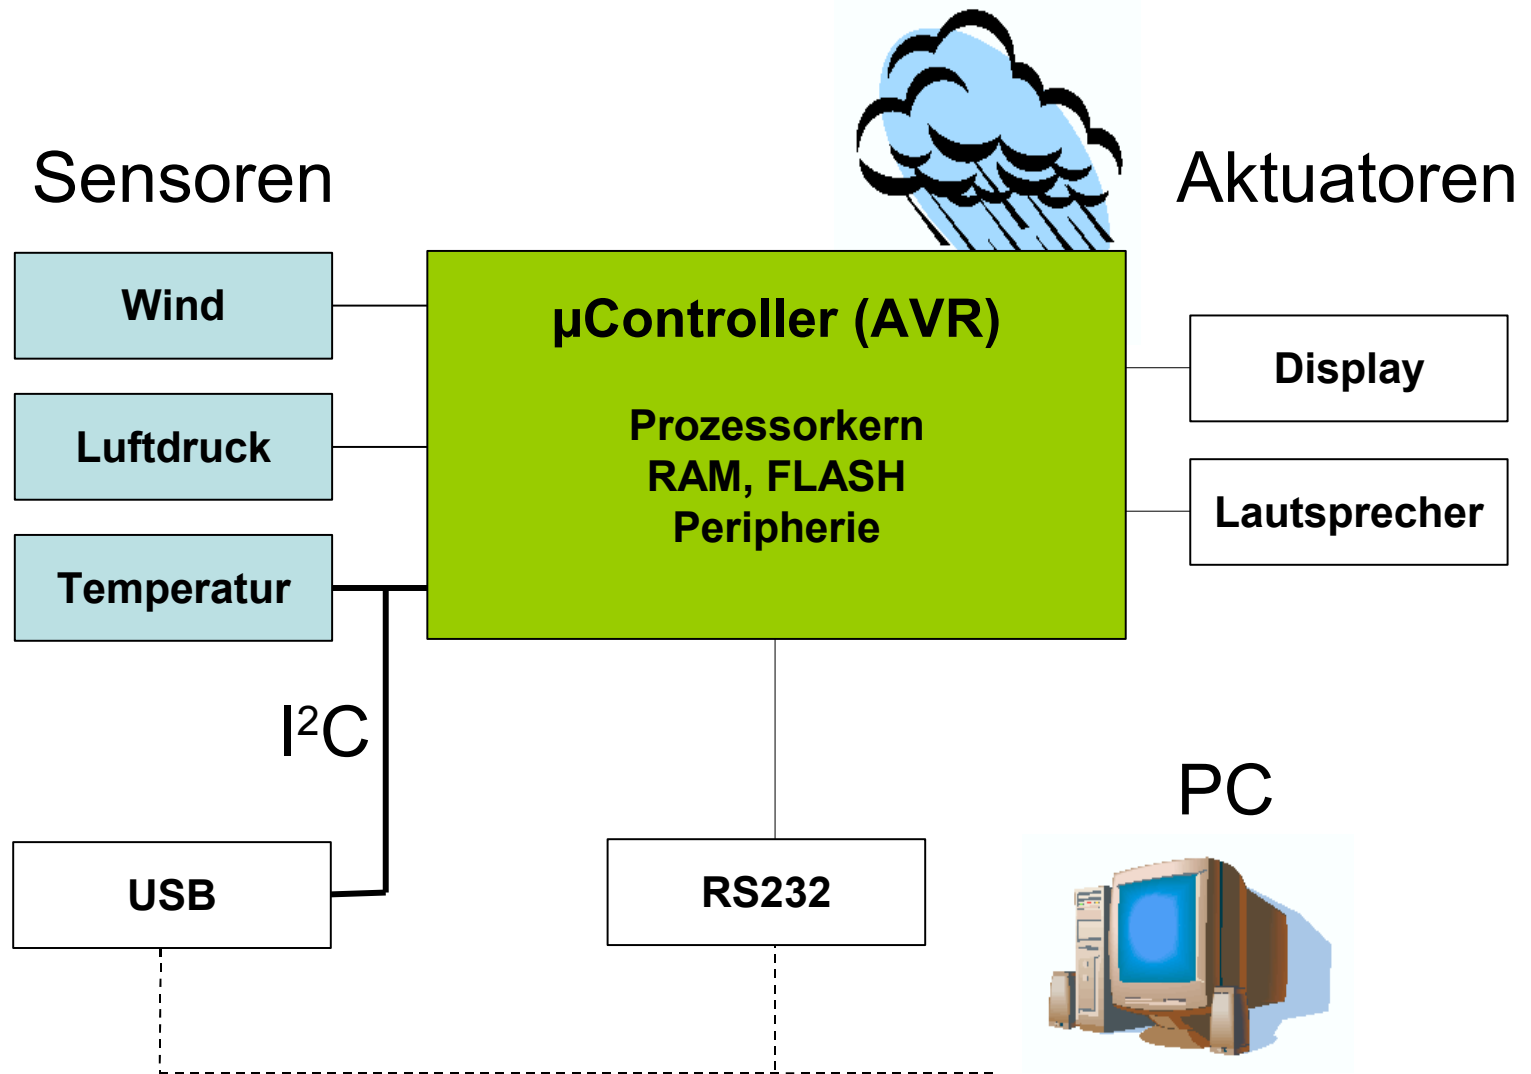 Sensoren
Aktuatoren
Wind
Luftdruck
Temperatur
µController (AVR)
Prozessorkern
RAM, FLASH
Peripherie
Display
Lautsprecher
I²C
PC
USB
RS232